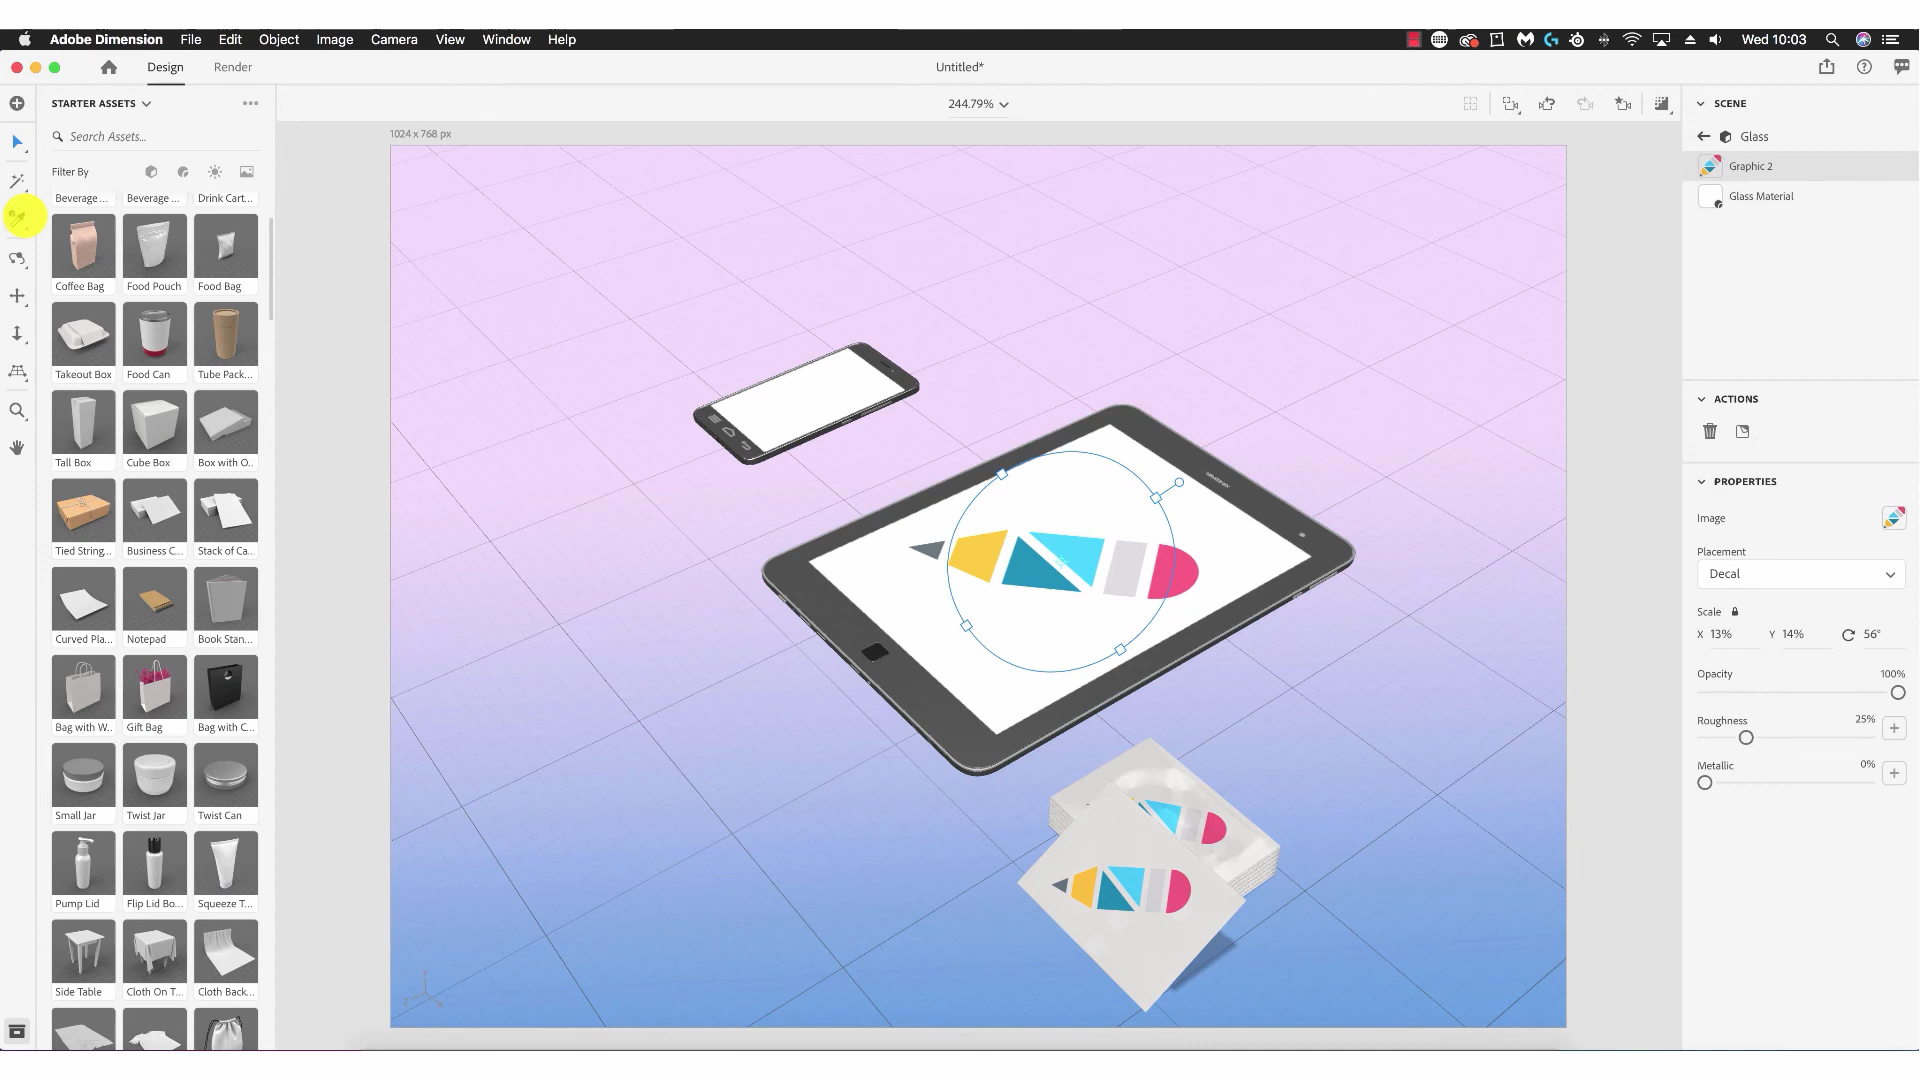 Adobe Dimension File Edit Object Image Camera View Window Help Wed 10:03
Design Render Untitled*
STARTER ASSETS
244.79%
SCENE
Search Assets...
1024 x 768 px
Glass
Filter By
Graphic 2
Beverage ... Beverage ... Drink Cart...
Glass Material
Coffee Bag Food Pouch Food Bag
Takeout Box Food Can Tube Pack...
ACTIONS
Tall Box Cube Box Box with O...
PROPERTIES
Image
Tied String... Business C... Stack of Ca...
Placement
Decal
Scale
X 13% Y 14% 56°
Curved Pla... Notepad Book Stan...
Opacity 100%
Roughness 25%
Bag with W... Gift Bag Bag with C...
Metallic 0%
Small Jar Twist Jar Twist Can
Pump Lid Flip Lid Bo... Squeeze T...
Side Table Cloth On T... Cloth Back...
Y
Z X